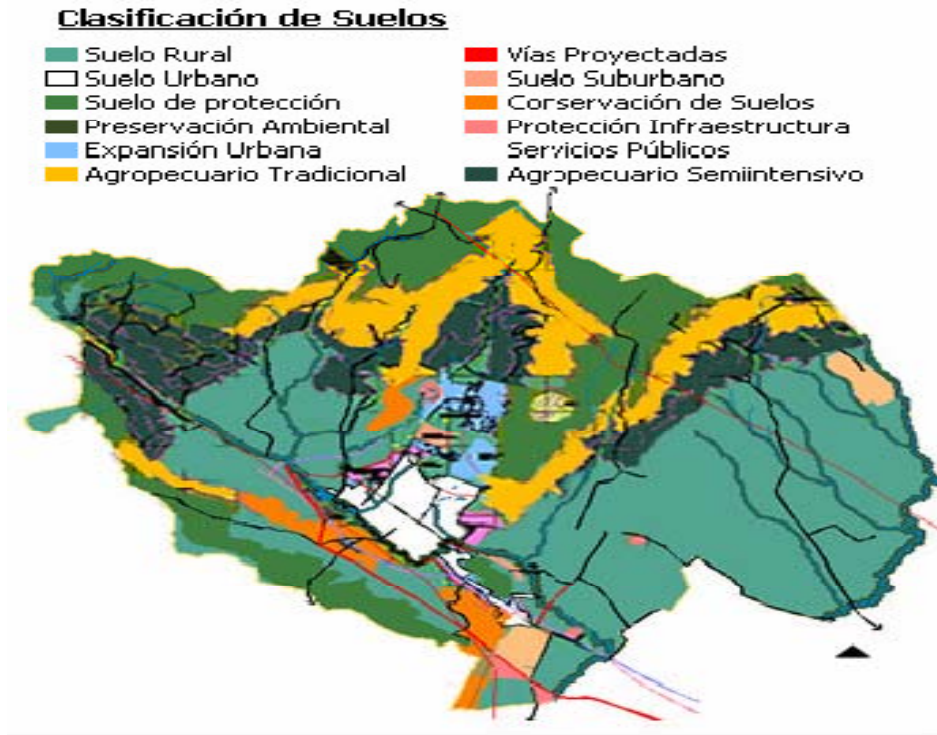 Clasificación de Suelos
Suelo Rural
Suelo Urbano
Suelo de protección
Preservación Ambiental
Expansión Urbana
Agropecuario Tradicional
Vías Proyectadas
Suelo Suburbano
Conservación de Suelos
Protección Infraestructura
Servicios Públicos
Agropecuario Semiintensivo